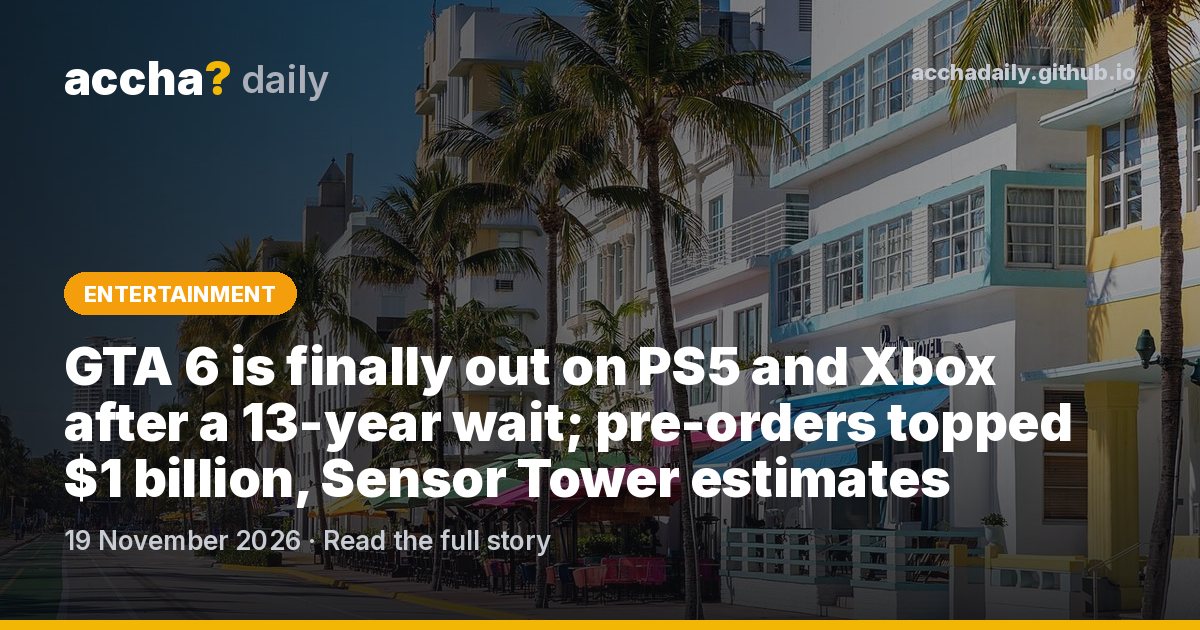 accha? daily
acchadaily.github.io
ENTERTAINMENT
GTA 6 is finally out on PS5 and Xbox
after a 13-year wait; pre-orders topped
$1 billion, Sensor Tower estimates
19 November 2026 · Read the full story